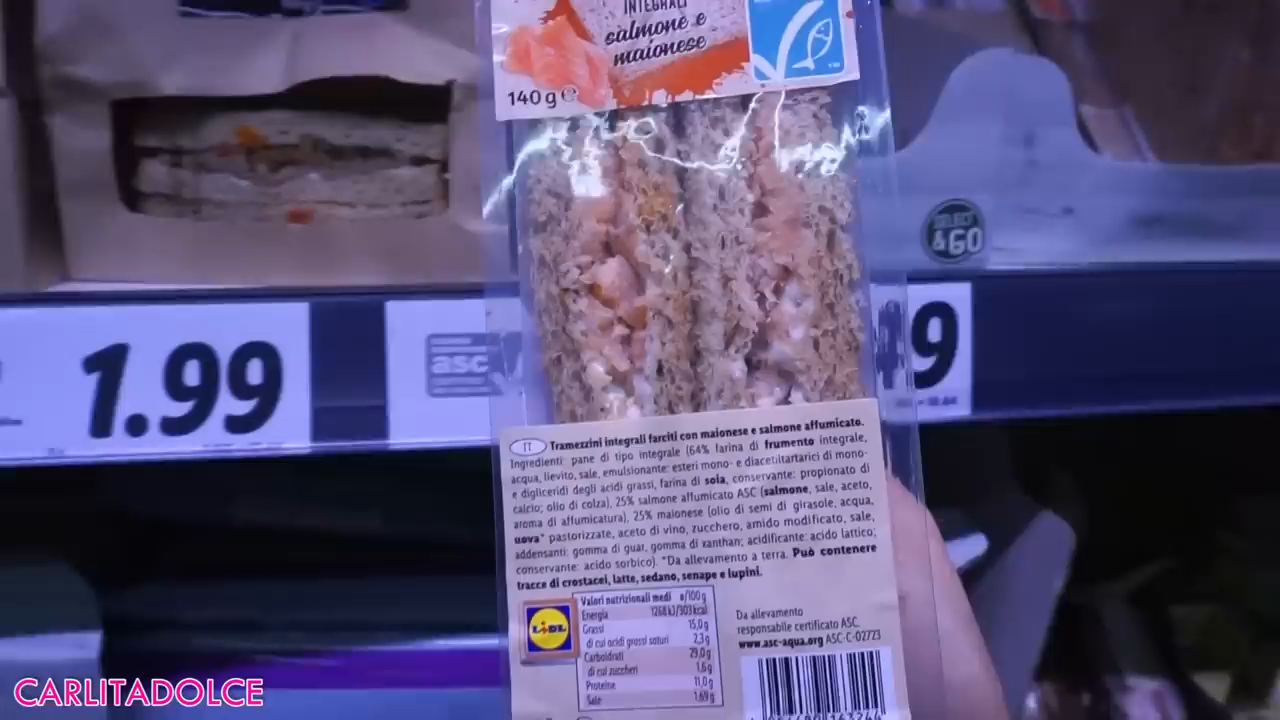 INTEGRALI
salmone e
maionese
140 g e
SELECT
&GO
1.99
asc
9
IT Tramezzini integrali farciti con maionese e salmone affumicato.
Ingredienti: pane di tipo integrale (64% farina di frumento integrale,
acqua, lievito, sale, emulsionante: esteri mono- e diacetiltartarici di mono-
e digliceridi degli acidi grassi, farina di soia, conservante: propionato di
calcio; olio di colza), 25% salmone affumicato ASC (salmone, sale, aceto,
aroma di affumicatura), 25% maionese (olio di semi di girasole, acqua,
uova* pastorizzate, aceto di vino, zucchero, amido modificato, sale,
addensanti: gomma di guar, gomma di xanthan; acidificante: acido lattico;
conservante: acido sorbico). *Da allevamento a terra. Può contenere
tracce di crostacei, latte, sedano, senape e lupini.
LIDL
Valori nutrizionali medi ø/100g
Energia 1268kJ/303kcal
Grassi 15,0g
di cui acidi grassi saturi 2,3g
Carboidrati 29,0g
di cui zuccheri 1,6g
Proteine 11,0g
Sale 1,69g
Da allevamento
responsabile certificato ASC.
www.asc-aqua.org ASC-C-02723
CARLITADOLCE